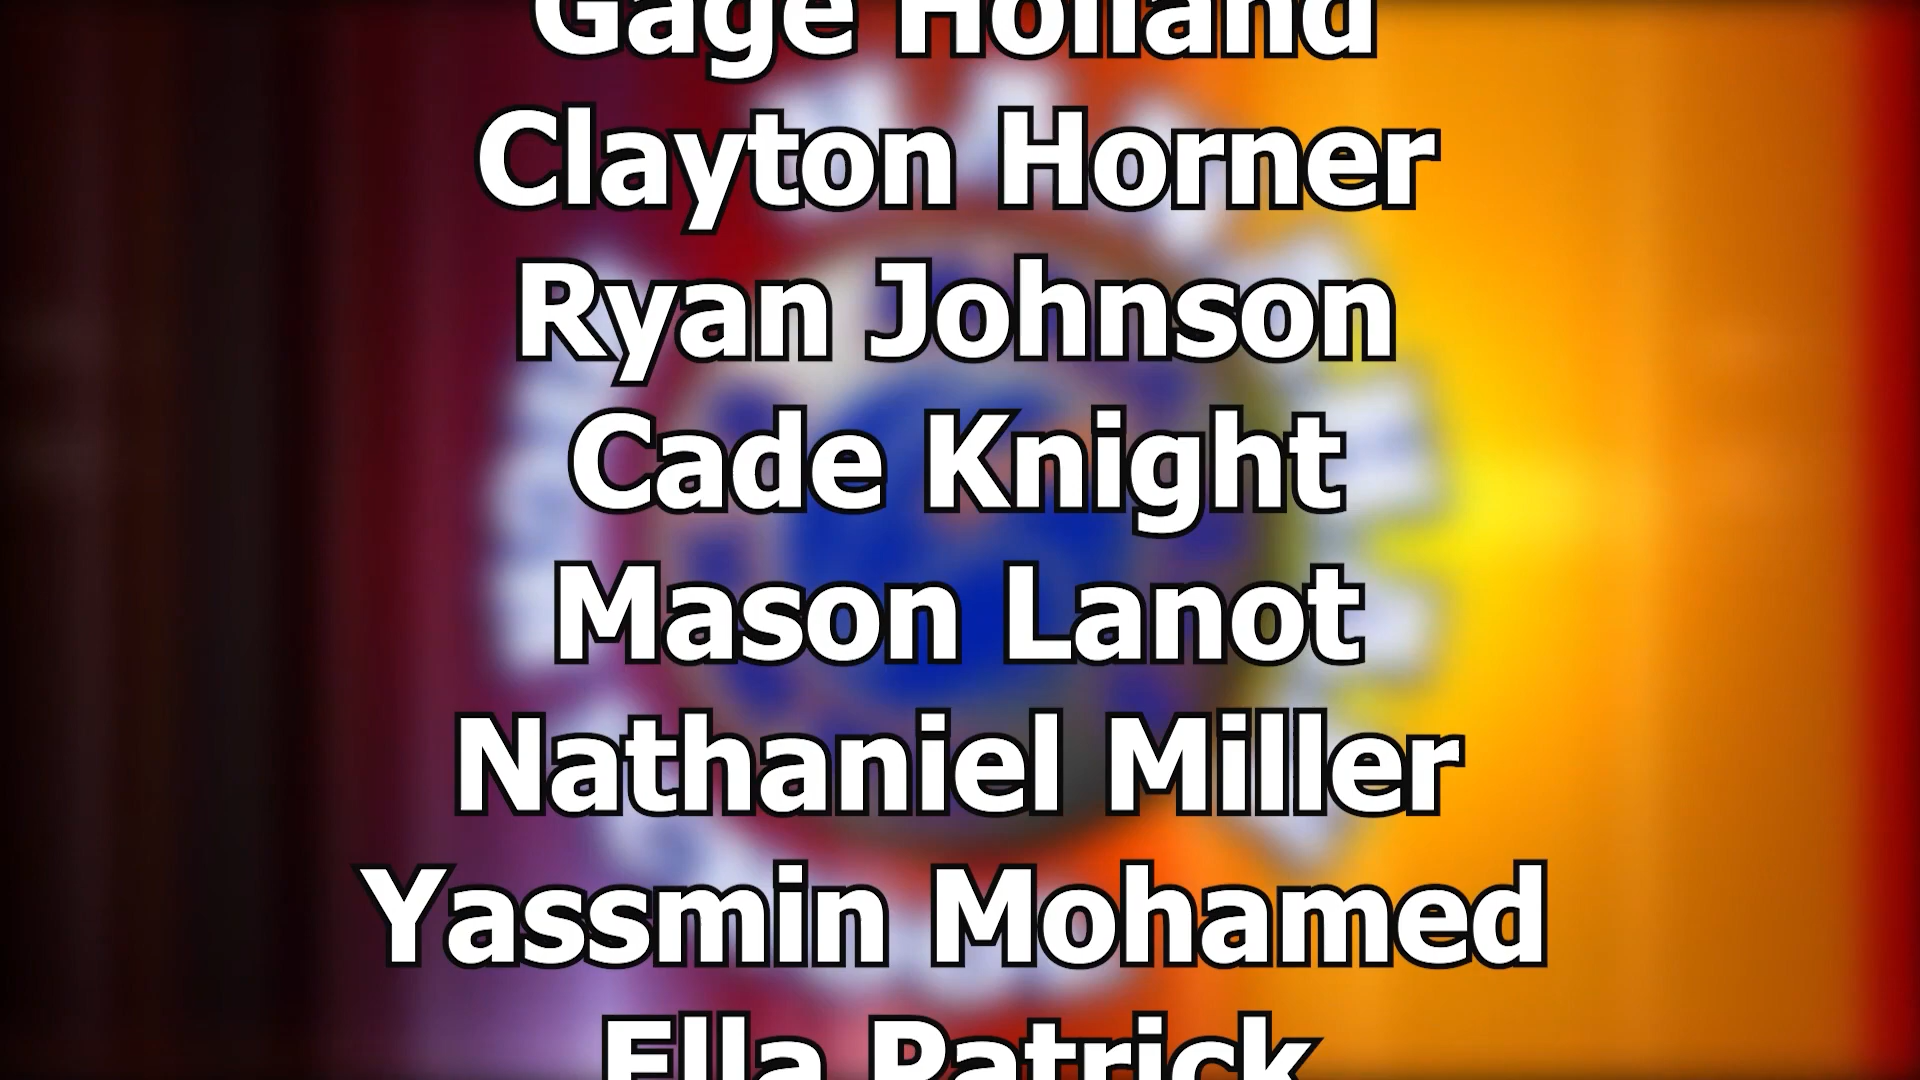 Gage Holland
Clayton Horner
Ryan Johnson
Cade Knight
Mason Lanot
Nathaniel Miller
Yassmin Mohamed
Ella Patrick